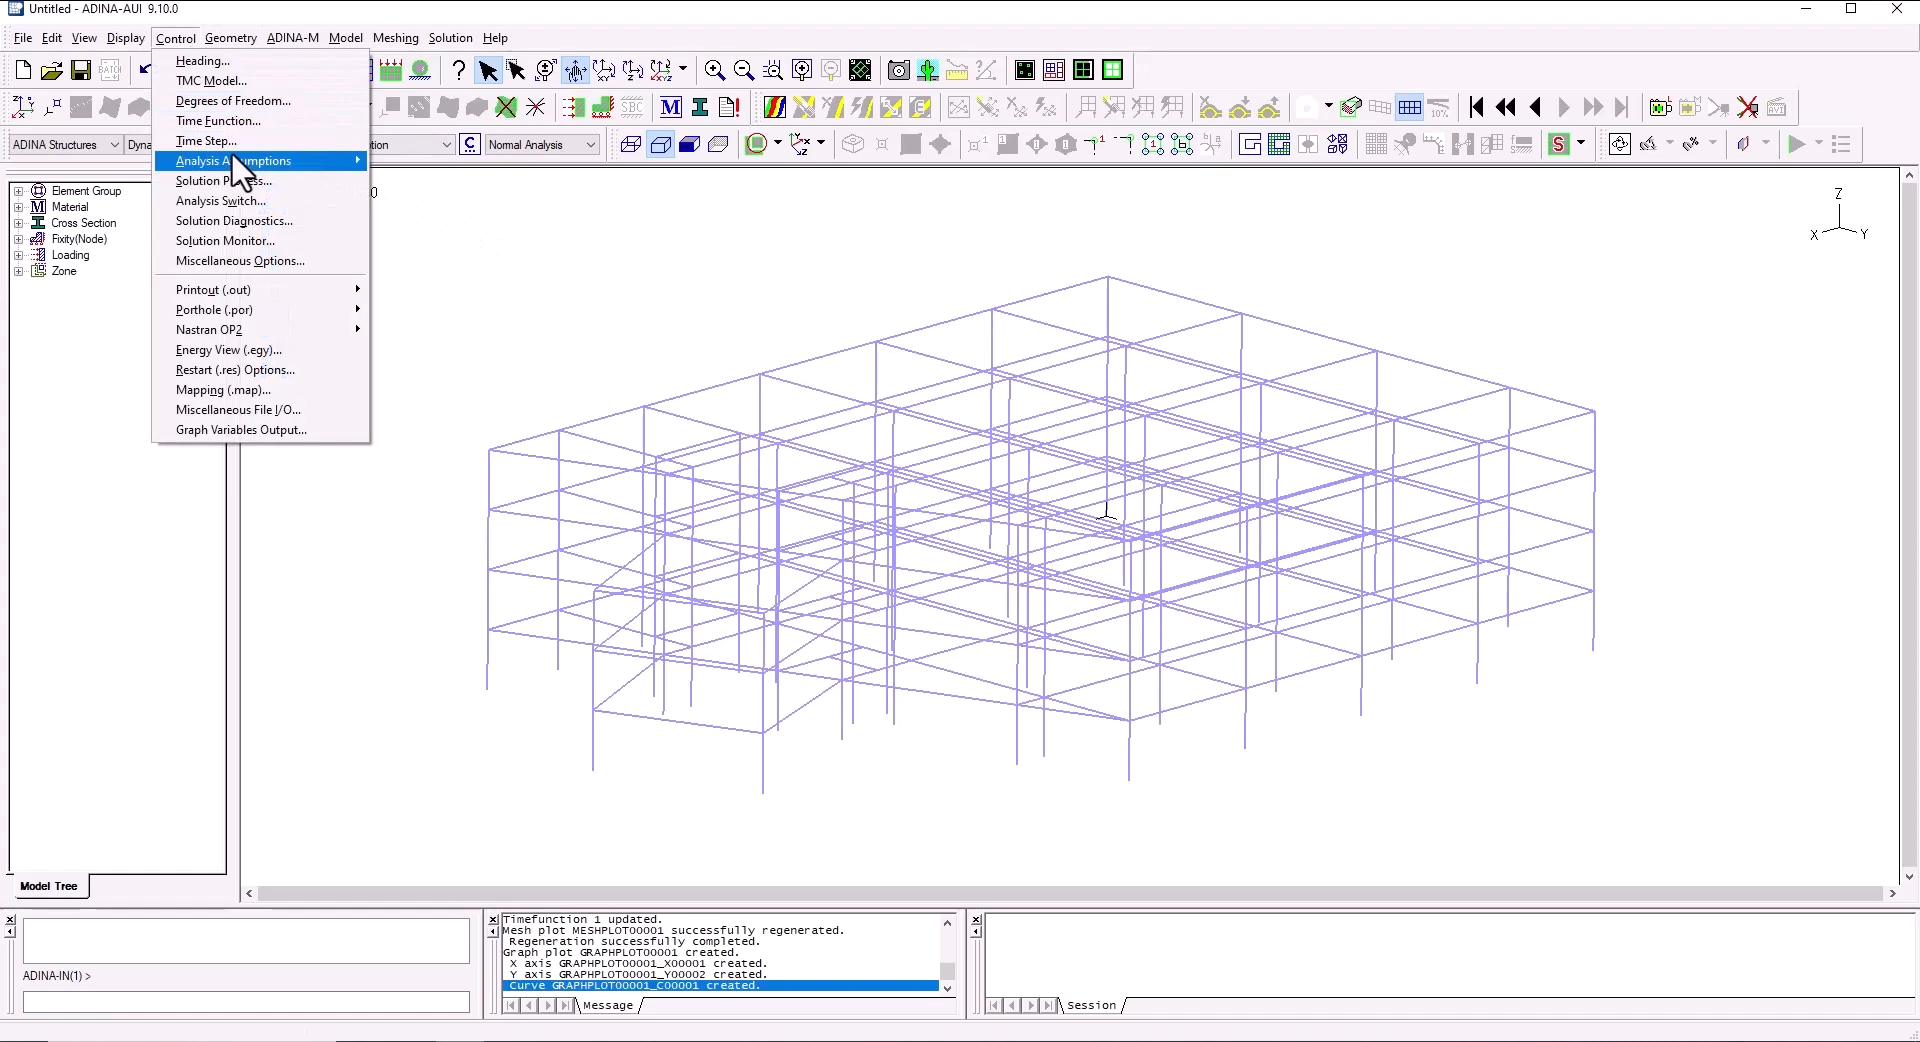 Untitled - ADINA-AUI 9.10.0
File Edit View Display Control Geometry ADINA-M Model Meshing Solution Help
Heading...
TMC Model...
Degrees of Freedom...
Time Function...
Time Step...
Analysis
Solution
Analysis Switch...
Solution Diagnostics...
Solution Monitor...
Miscellaneous Options...
Printout (.out)
Porthole (.por)
Nastran OP2
Energy View (.egy)...
Restart (.res) Options...
Mapping (.map)...
Miscellaneous File I/O...
Graph Variables Output...
BATCH
SBC
M
10%
AVI
ADINA Structures
C
Normal Analysis
S
Element Group
Material
Cross Section
Fixity(Node)
Loading
Zone
0
Z
X Y
Model Tree
ADINA-IN(1) >
Timefunction 1 updated.
Mesh plot MESHPLOT00001 successfully regenerated.
Regeneration successfully completed.
Graph plot GRAPHPLOT00001 created.
X axis GRAPHPLOT00001_X00001 created.
Y axis GRAPHPLOT00001_Y00002 created.
Curve GRAPHPLOT00001_C00001 created.
Message
Session